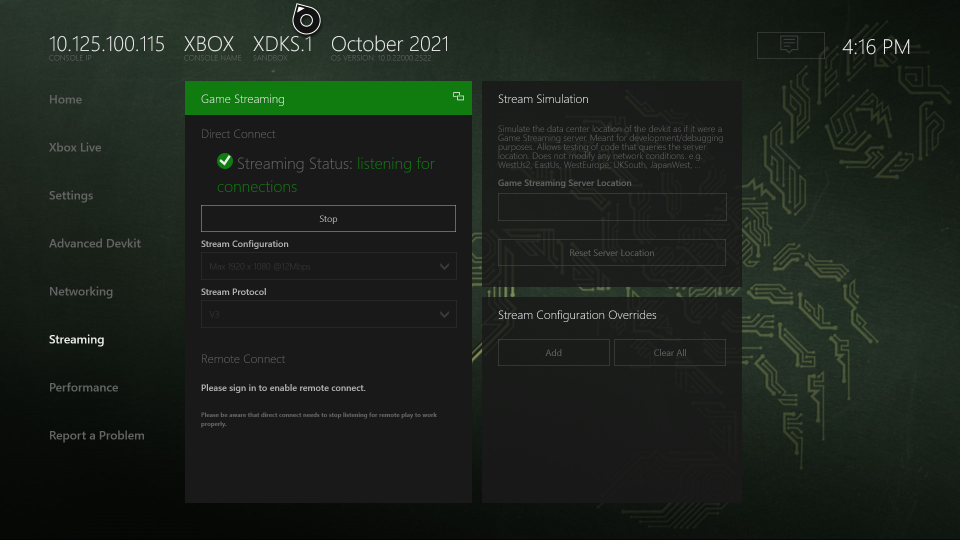 10.125.100.115 XBOX XDKS.1 October 2021
CONSOLE IP CONSOLE NAME SANDBOX OS VERSION: 10.0.22000.2522
4:16 PM
Home
Xbox Live
Settings
Advanced Devkit
Networking
Streaming
Performance
Report a Problem
Game Streaming
Direct Connect
Streaming Status: listening for
connections
Stop
Stream Configuration
Max 1920 x 1080 @12Mbps
Stream Protocol
V3
Remote Connect
Please sign in to enable remote connect.
Please be aware that direct connect needs to stop listening for remote play to work
properly.
Stream Simulation
Simulate the data center location of the devkit as if it were a
Game Streaming server. Meant for development/debugging
purposes. Allows testing of code that queries the server
location. Does not modify any network conditions. e.g.
WestUs2, EastUs, WestEurope, UKSouth, JapanWest, ...
Game Streaming Server Location
Reset Server Location
Stream Configuration Overrides
Add
Clear All